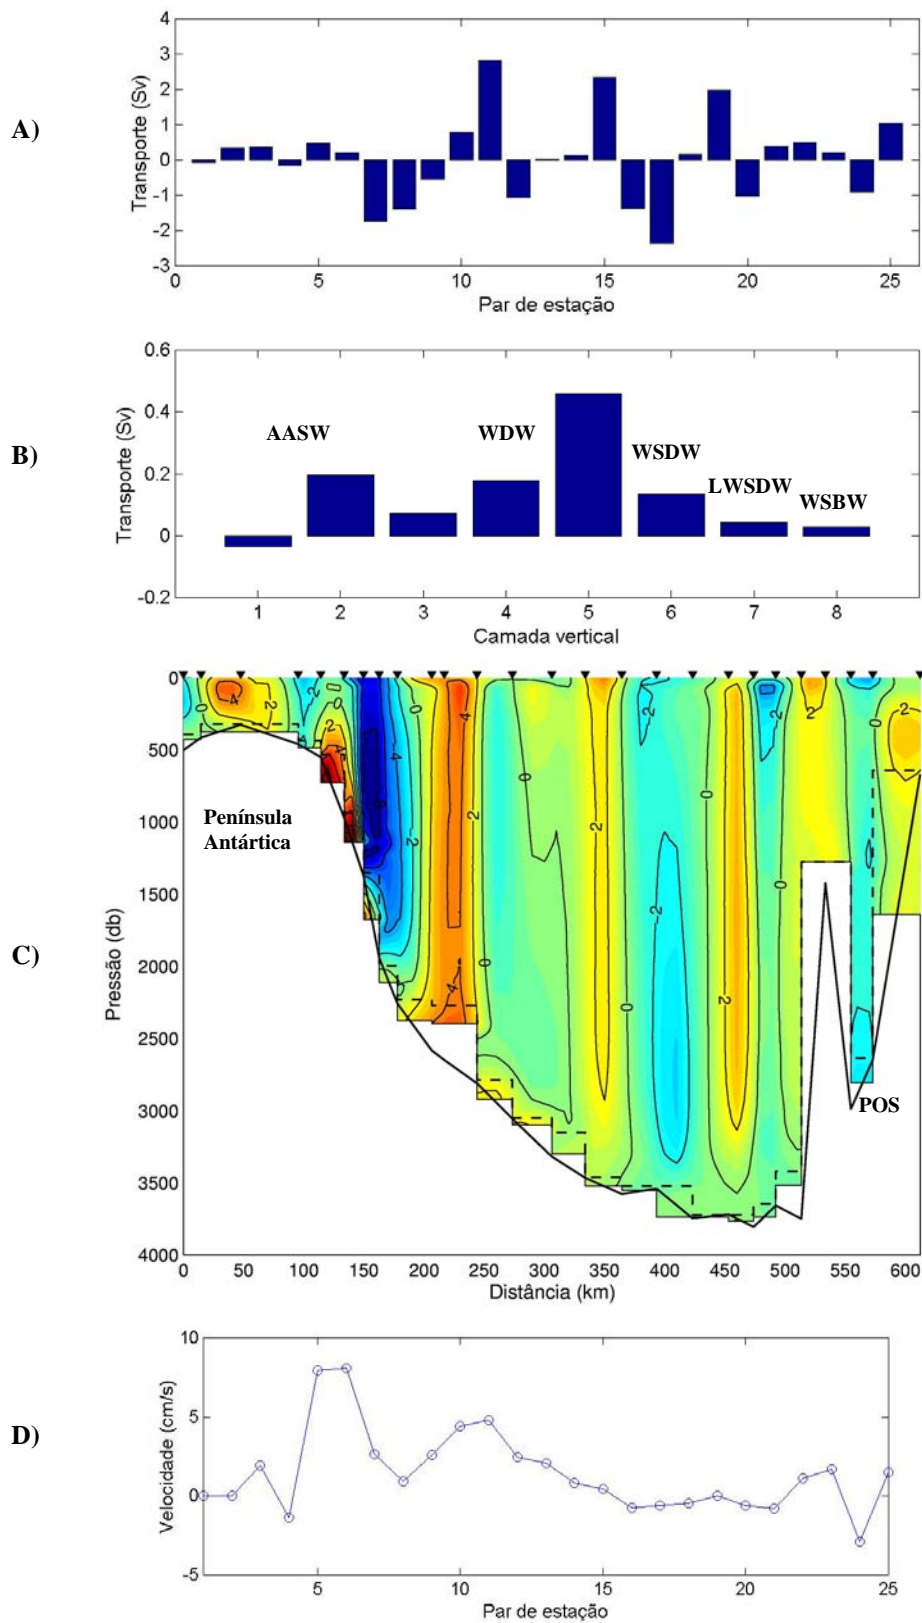 A)
Transporte (Sv)
4
3
2
1
0
-1
-2
-3
0 5 10 15 20 25
Par de estação
B)
Transporte (Sv)
0.6
0.4
0.2
0
-0.2
AASW
WDW
WSDW
LWSDW
WSBW
1 2 3 4 5 6 7 8
Camada vertical
C)
Pressão (db)
0
500
1000
1500
2000
2500
3000
3500
4000
Península
Antártica
POS
0 50 100 150 200 250 300 350 400 450 500 550 600
Distância (km)
D)
Velocidade (cm/s)
10
5
0
-5
5 10 15 20 25
Par de estação